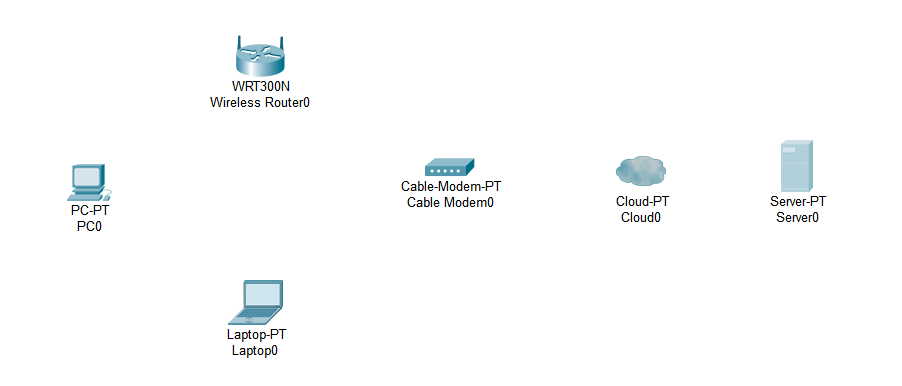 WRT300N
Wireless Router0
PC-PT
PC0
Cable-Modem-PT
Cable Modem0
Cloud-PT
Cloud0
Server-PT
Server0
Laptop-PT
Laptop0